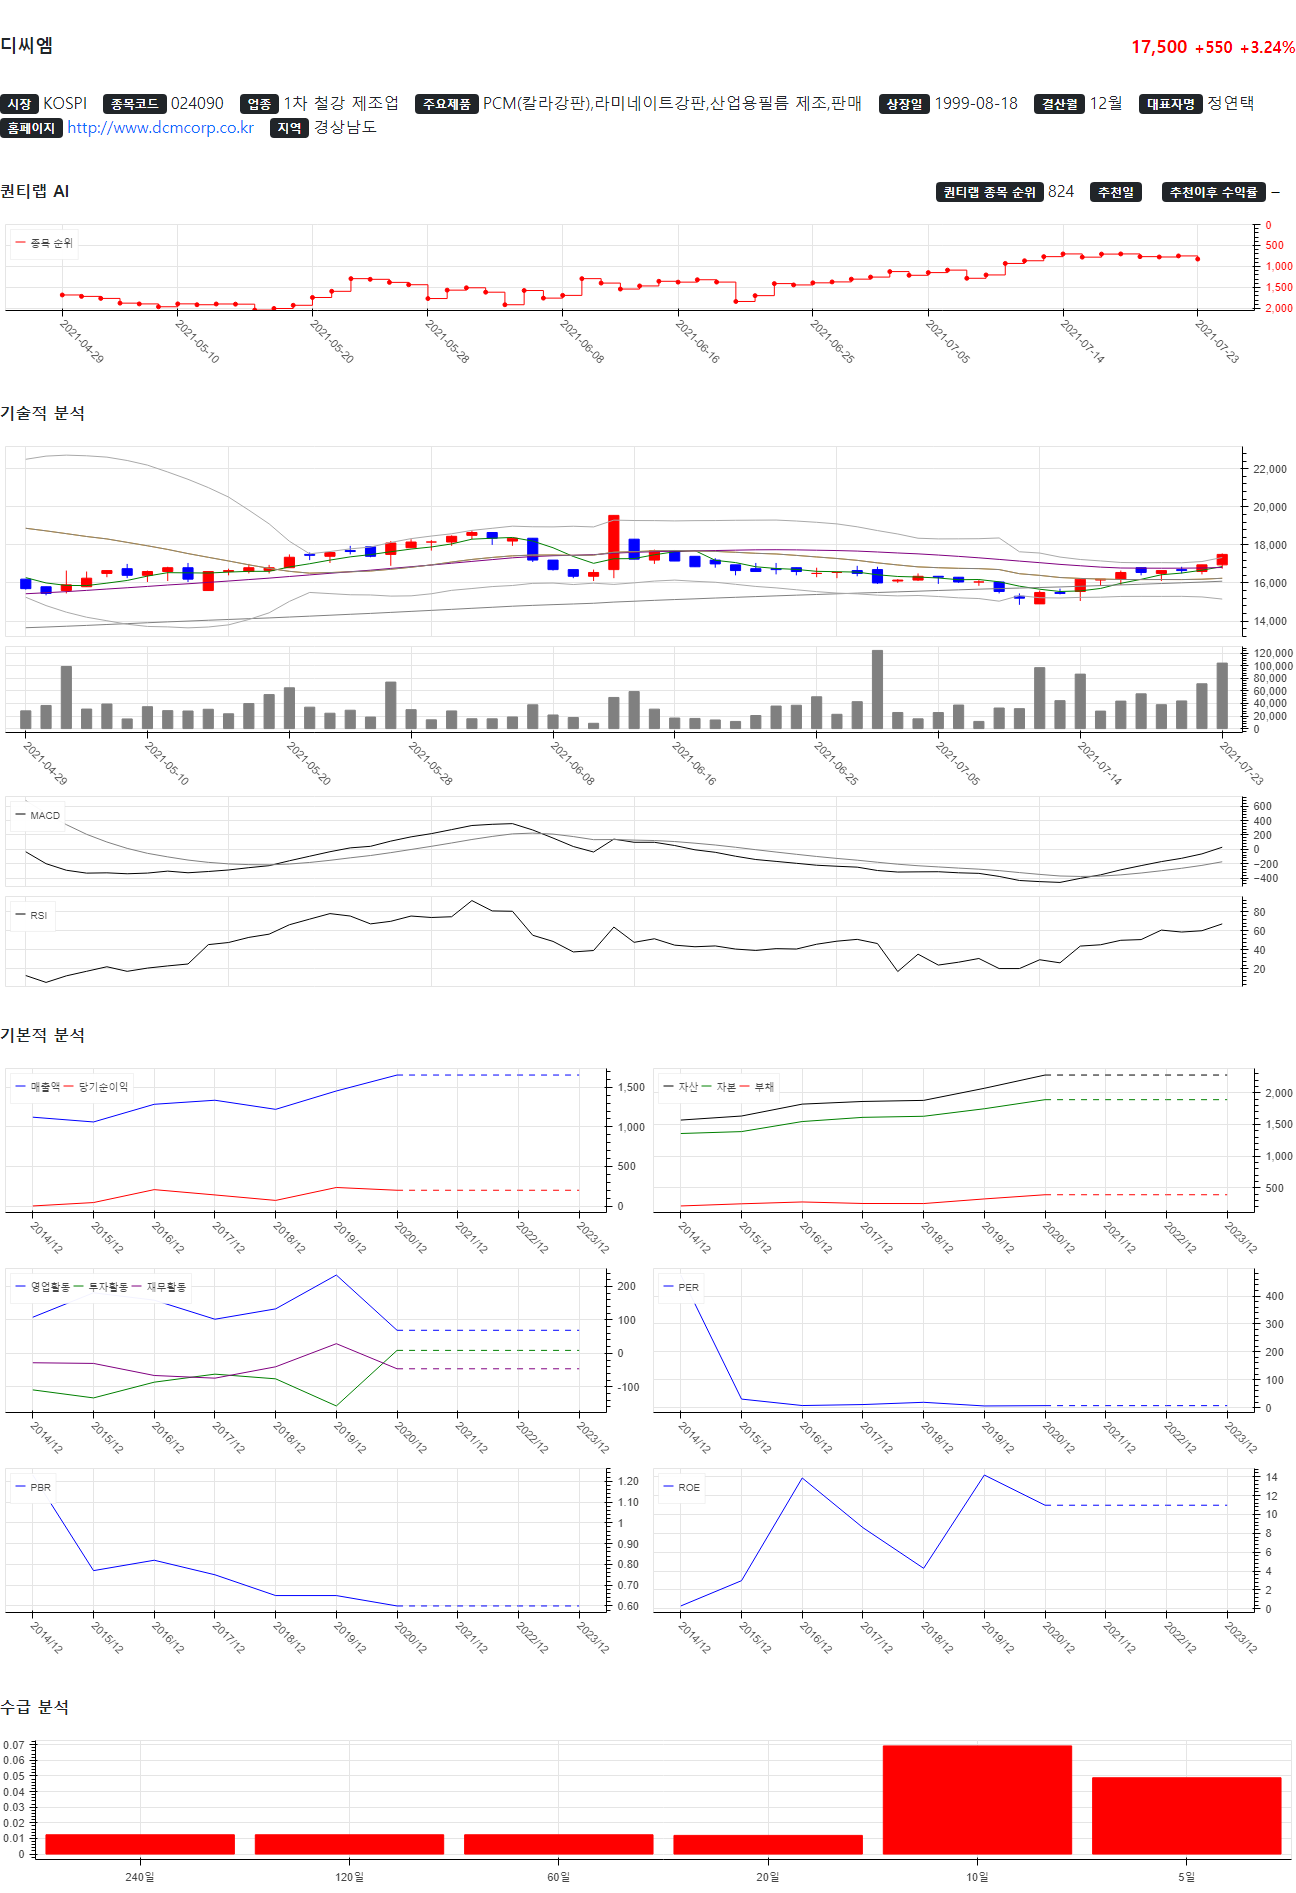 디씨엠
17,500 +550 +3.24%
시장 KOSPI 종목코드 024090 업종 1차 철강 제조업 주요제품 PCM(칼라강판),라미네이트강판,산업용필름 제조,판매 상장일 1999-08-18 결산월 12월 대표자명 정연택
홈페이지 http://www.dcmcorp.co.kr 지역 경상남도
퀀티랩 AI
퀀티랩 종목 순위 824 추천일 추천이후 수익률 –
종목 순위
0
500
1,000
1,500
2,000
2021-04-29 2021-05-10 2021-05-20 2021-05-28 2021-06-08 2021-06-16 2021-06-25 2021-07-05 2021-07-14 2021-07-23
기술적 분석
22,000
20,000
18,000
16,000
14,000
120,000
100,000
80,000
60,000
40,000
20,000
0
2021-04-29 2021-05-10 2021-05-20 2021-05-28 2021-06-08 2021-06-16 2021-06-25 2021-07-05 2021-07-14 2021-07-23
MACD
600
400
200
0
−200
−400
RSI
80
60
40
20
기본적 분석
매출액 당기순이익
1,500
1,000
500
0
2014/12 2015/12 2016/12 2017/12 2018/12 2019/12 2020/12 2021/12 2022/12 2023/12
자산 자본 부채
2,000
1,500
1,000
500
2014/12 2015/12 2016/12 2017/12 2018/12 2019/12 2020/12 2021/12 2022/12 2023/12
영업활동 투자활동 재무활동
200
100
0
-100
2014/12 2015/12 2016/12 2017/12 2018/12 2019/12 2020/12 2021/12 2022/12 2023/12
PER
400
300
200
100
0
2014/12 2015/12 2016/12 2017/12 2018/12 2019/12 2020/12 2021/12 2022/12 2023/12
PBR
1.20
1.10
1
0.90
0.80
0.70
0.60
2014/12 2015/12 2016/12 2017/12 2018/12 2019/12 2020/12 2021/12 2022/12 2023/12
ROE
14
12
10
8
6
4
2
0
2014/12 2015/12 2016/12 2017/12 2018/12 2019/12 2020/12 2021/12 2022/12 2023/12
수급 분석
0.07
0.06
0.05
0.04
0.03
0.02
0.01
0
240일 120일 60일 20일 10일 5일